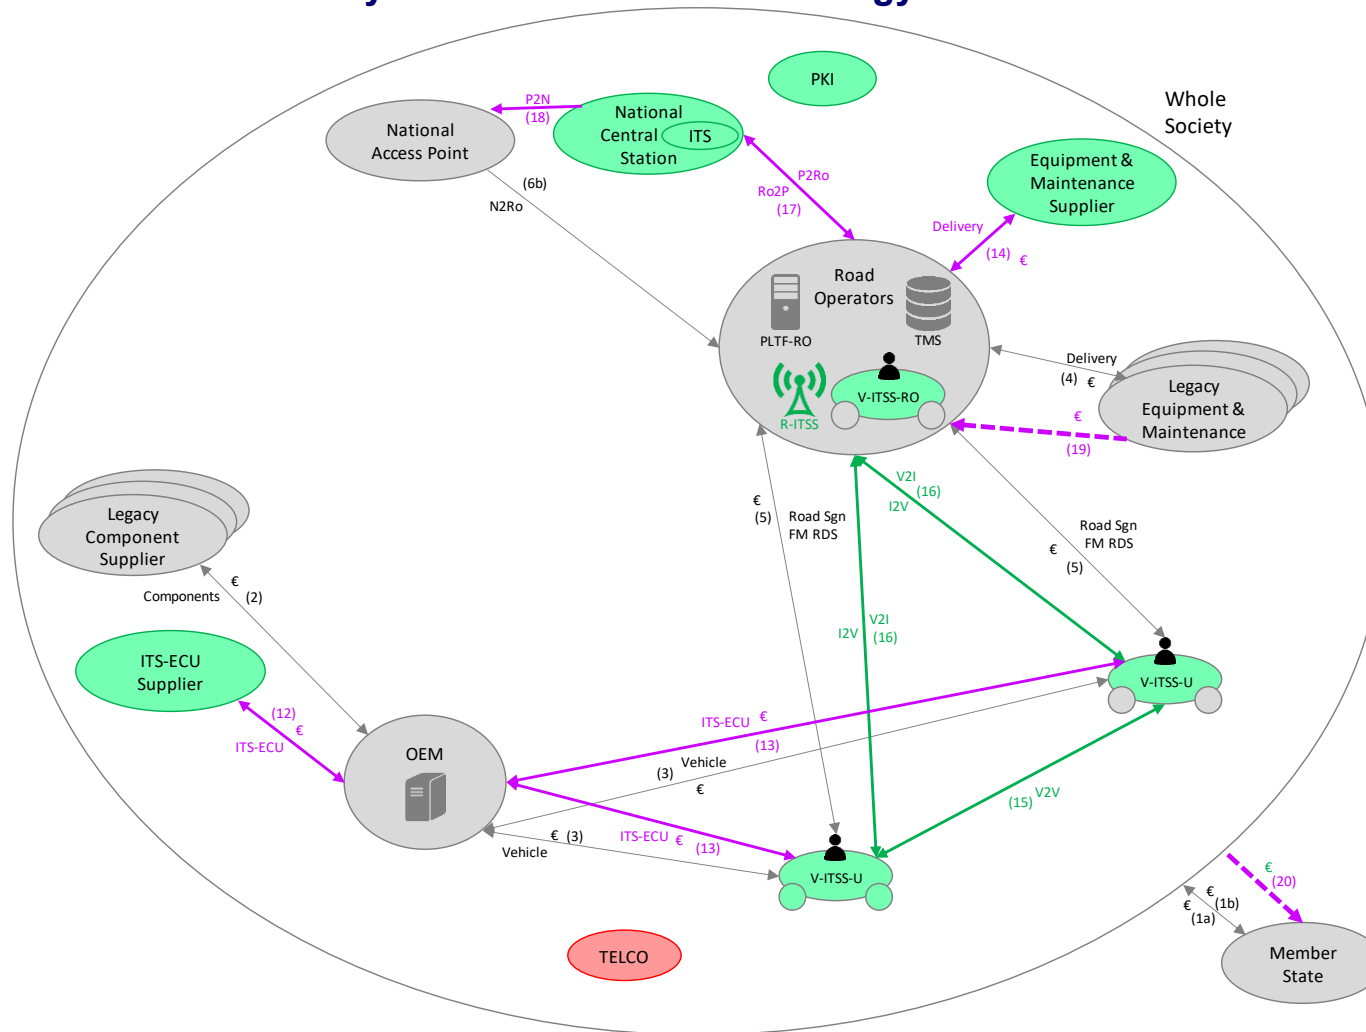 PKI
Whole
Society
P2N
(18)
National
Access Point
National
Central
Station
ITS
Equipment &
Maintenance
Supplier
(6b)
N2Ro
P2Ro
Ro2P
(17)
Delivery
(14) €
Road
Operators
PLTF-RO
TMS
R-ITSS
V-ITSS-RO
Delivery
(4) €
Legacy
Equipment &
Maintenance
€
(19)
V2I
(16)
I2V
€
(5)
Road Sgn
FM RDS
Road Sgn
FM RDS
€
(5)
Legacy
Component
Supplier
€
Components
(2)
V2I
I2V
(16)
ITS-ECU
Supplier
(12)
€
ITS-ECU
V-ITSS-U
ITS-ECU €
(13)
OEM
(3) Vehicle
€
(15) V2V
€ (3)
Vehicle
ITS-ECU € (13)
V-ITSS-U
€
(20)
€
(1b)
€
(1a)
TELCO
Member
State